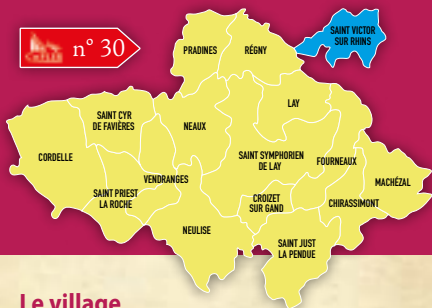 n° 30
SAINT VICTOR
SUR RHINS
PRADINES
RÉGNY
LAY
SAINT CYR
DE FAVIÈRES
NEAUX
CORDELLE
SAINT SYMPHORIEN
DE LAY
FOURNEAUX
VENDRANGES
MACHÉZAL
SAINT PRIEST
LA ROCHE
CROIZET
SUR GAND
CHIRASSIMONT
NEULISE
SAINT JUST
LA PENDUE
Le village